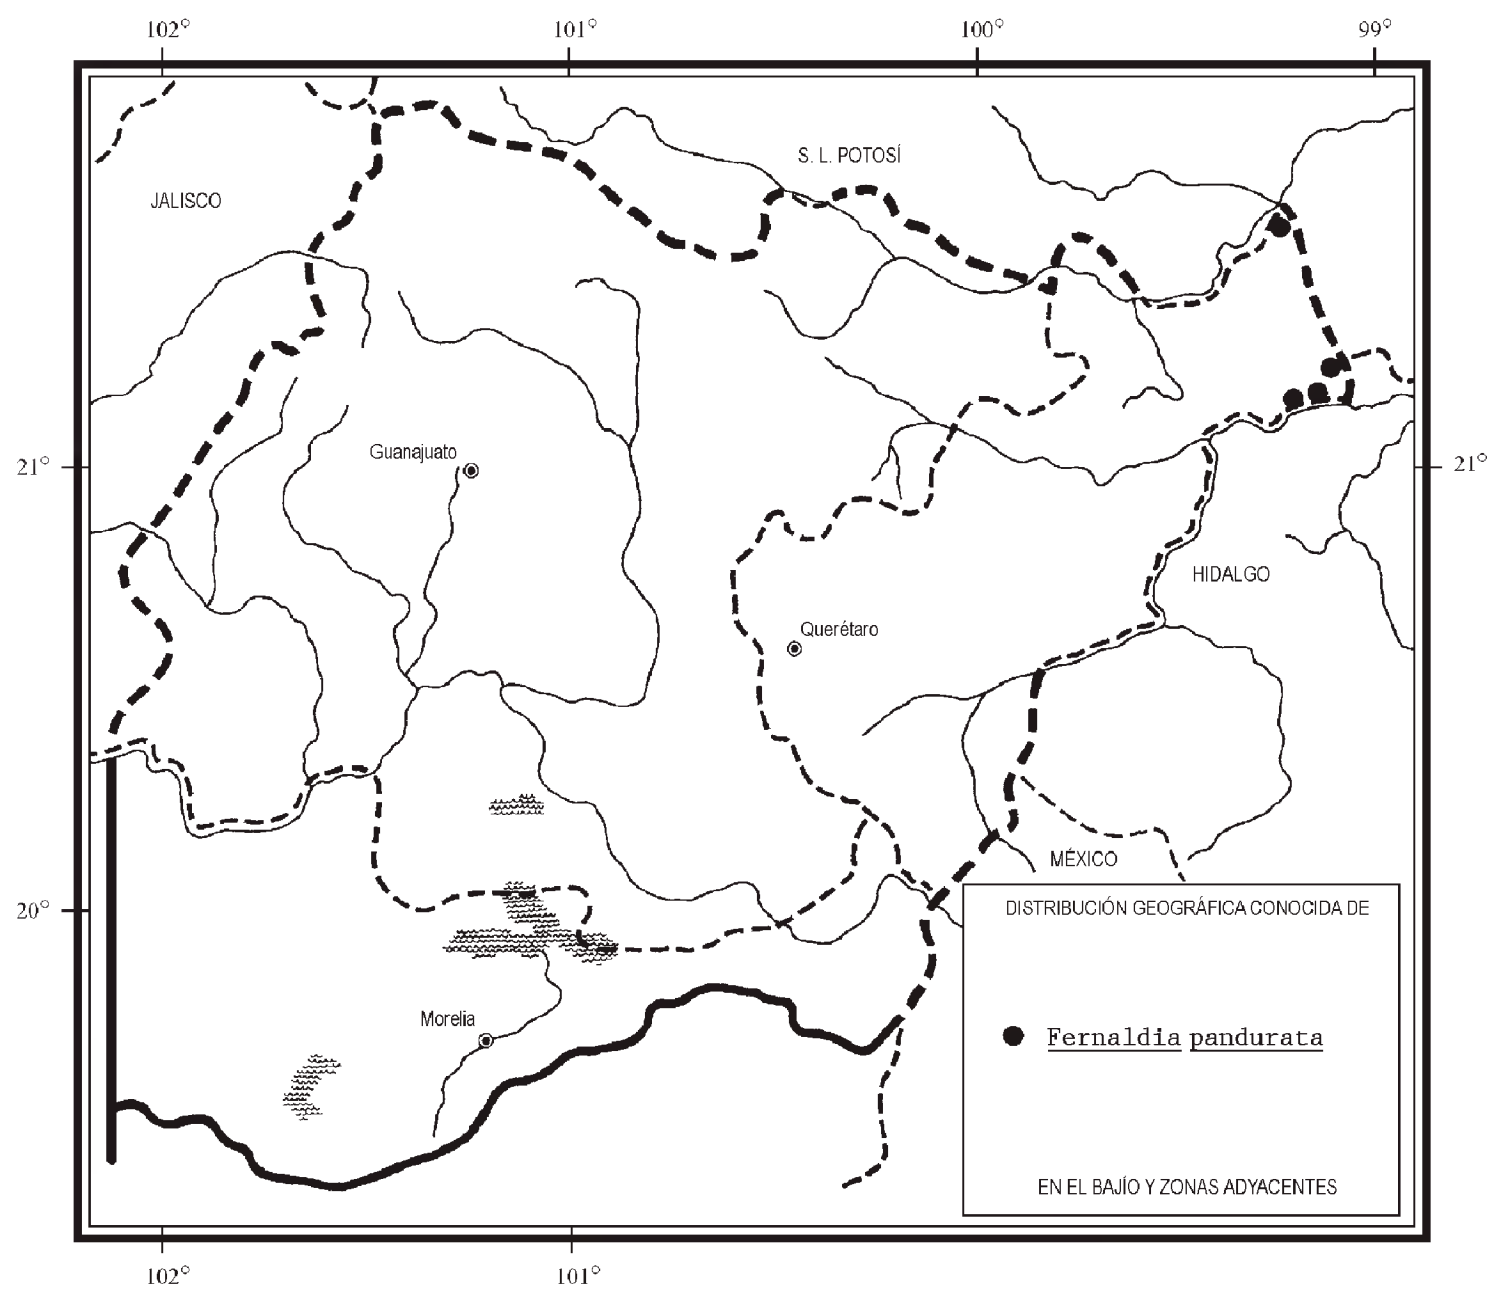 102° 101° 100° 99°
S. L. POTOSÍ
JALISCO
Guanajuato
21° 21°
HIDALGO
Querétaro
MÉXICO
20°
DISTRIBUCIÓN GEOGRÁFICA CONOCIDA DE
Morelia
Fernaldia pandurata
EN EL BAJÍO Y ZONAS ADYACENTES
102° 101°